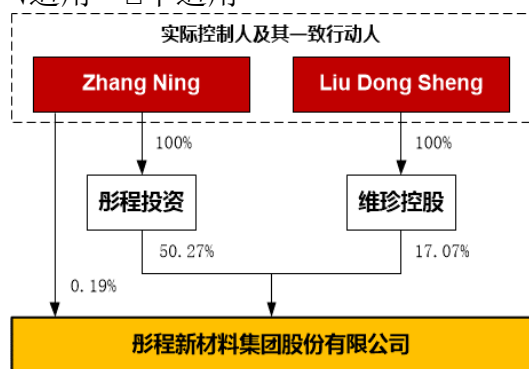 实际控制人及其一致行动人
Zhang Ning
Liu Dong Sheng
100%
100%
彤程投资
维珍控股
50.27%
17.07%
0.19%
彤程新材料集团股份有限公司